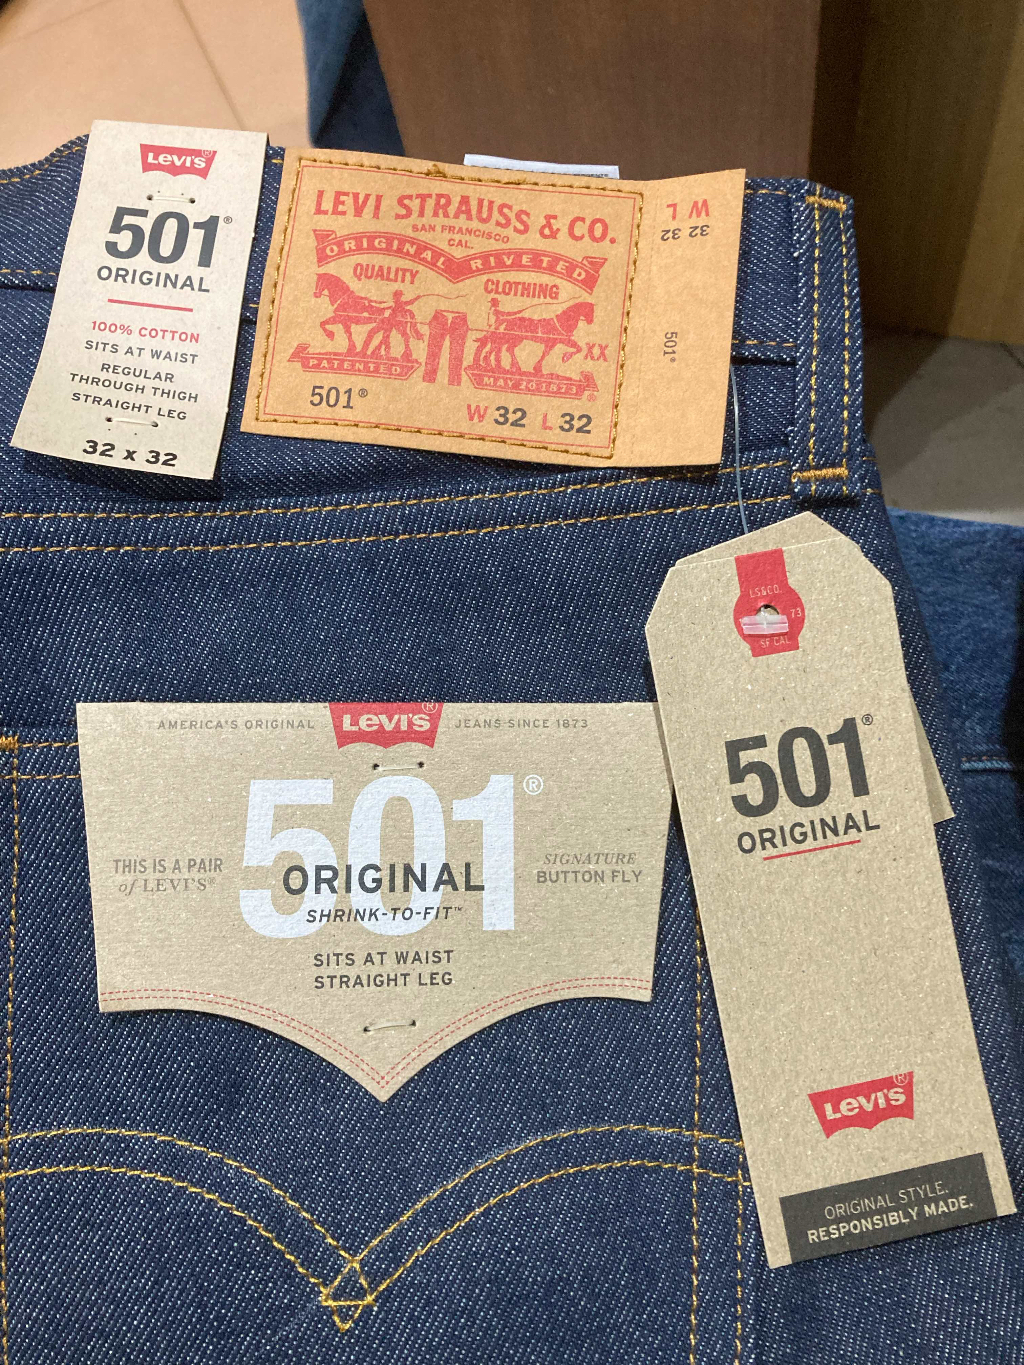 LEVI'S®
501®
ORIGINAL
100% COTTON
SITS AT WAIST
REGULAR
THROUGH THIGH
STRAIGHT LEG
32 x 32
LEVI STRAUSS & CO.
SAN FRANCISCO
CAL.
ORIGINAL RIVETED
QUALITY CLOTHING
XX
PATENTED MAY 20 1873
®
501® W 32 L 32
W L
32 32
501®
LS&CO.
73
SF CAL
501®
ORIGINAL
LEVI'S®
ORIGINAL STYLE.
RESPONSIBLY MADE.
AMERICA'S ORIGINAL LEVI'S® JEANS SINCE 1873
501®
THIS IS A PAIR
of LEVI'S®
ORIGINAL
SHRINK-TO-FIT™
SIGNATURE
BUTTON FLY
SITS AT WAIST
STRAIGHT LEG